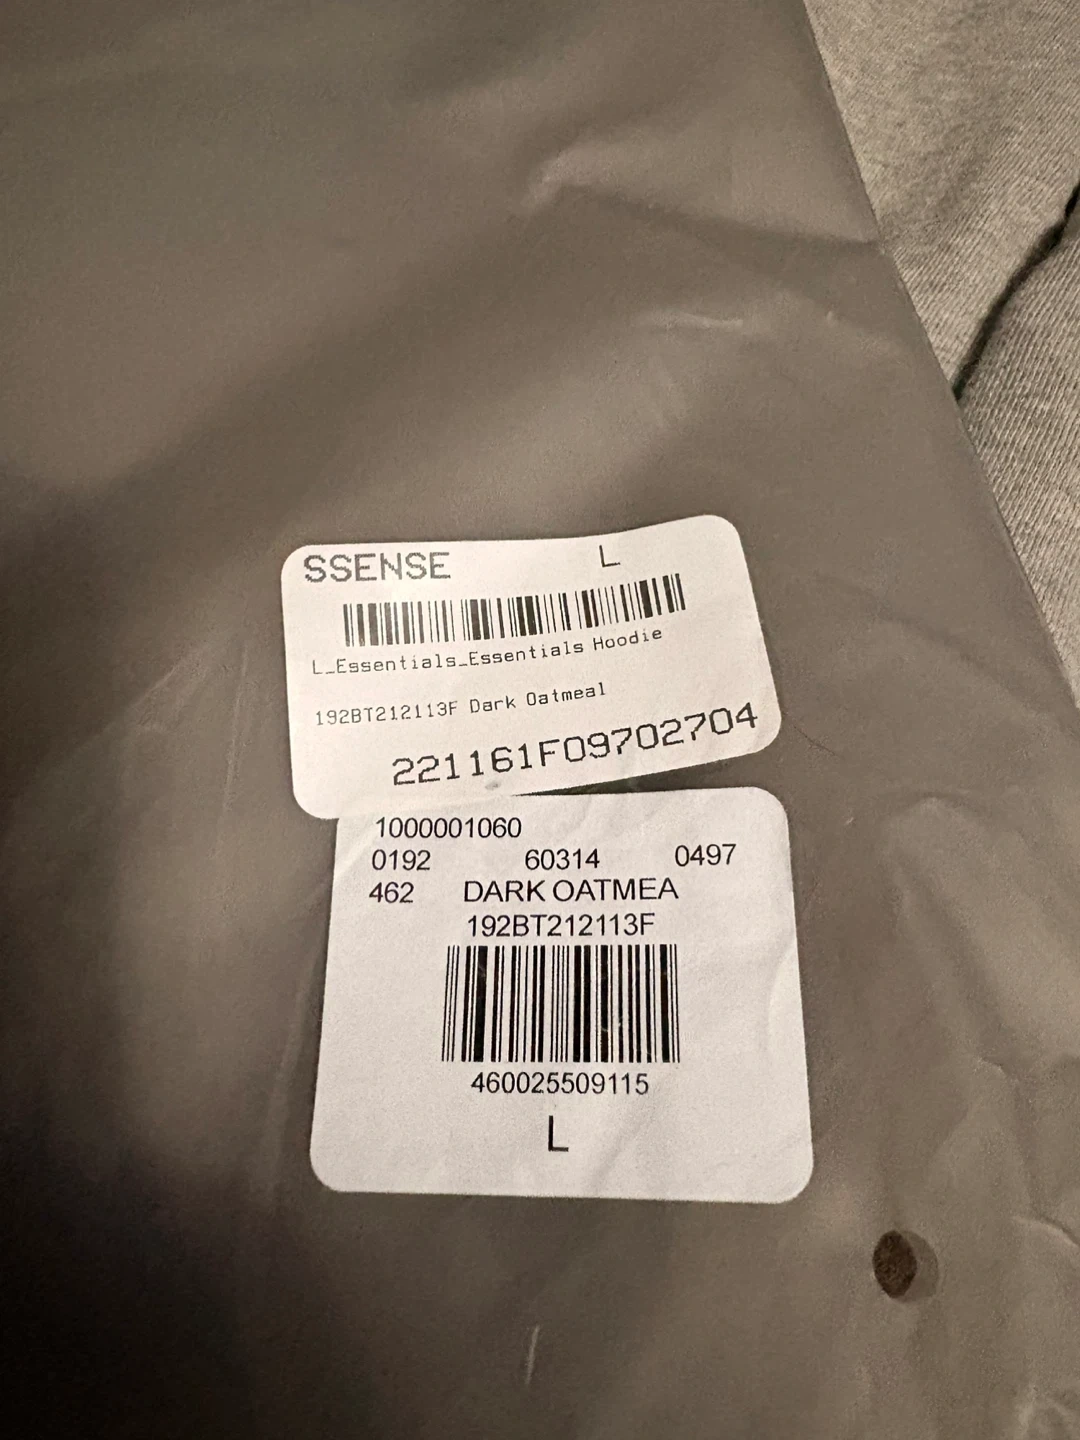 SSENSE L
L_Essentials_Essentials Hoodie
192BT212113F Dark Oatmeal
221161F09702704
1000001060
0192 60314 0497
462 DARK OATMEA
192BT212113F
460025509115
L